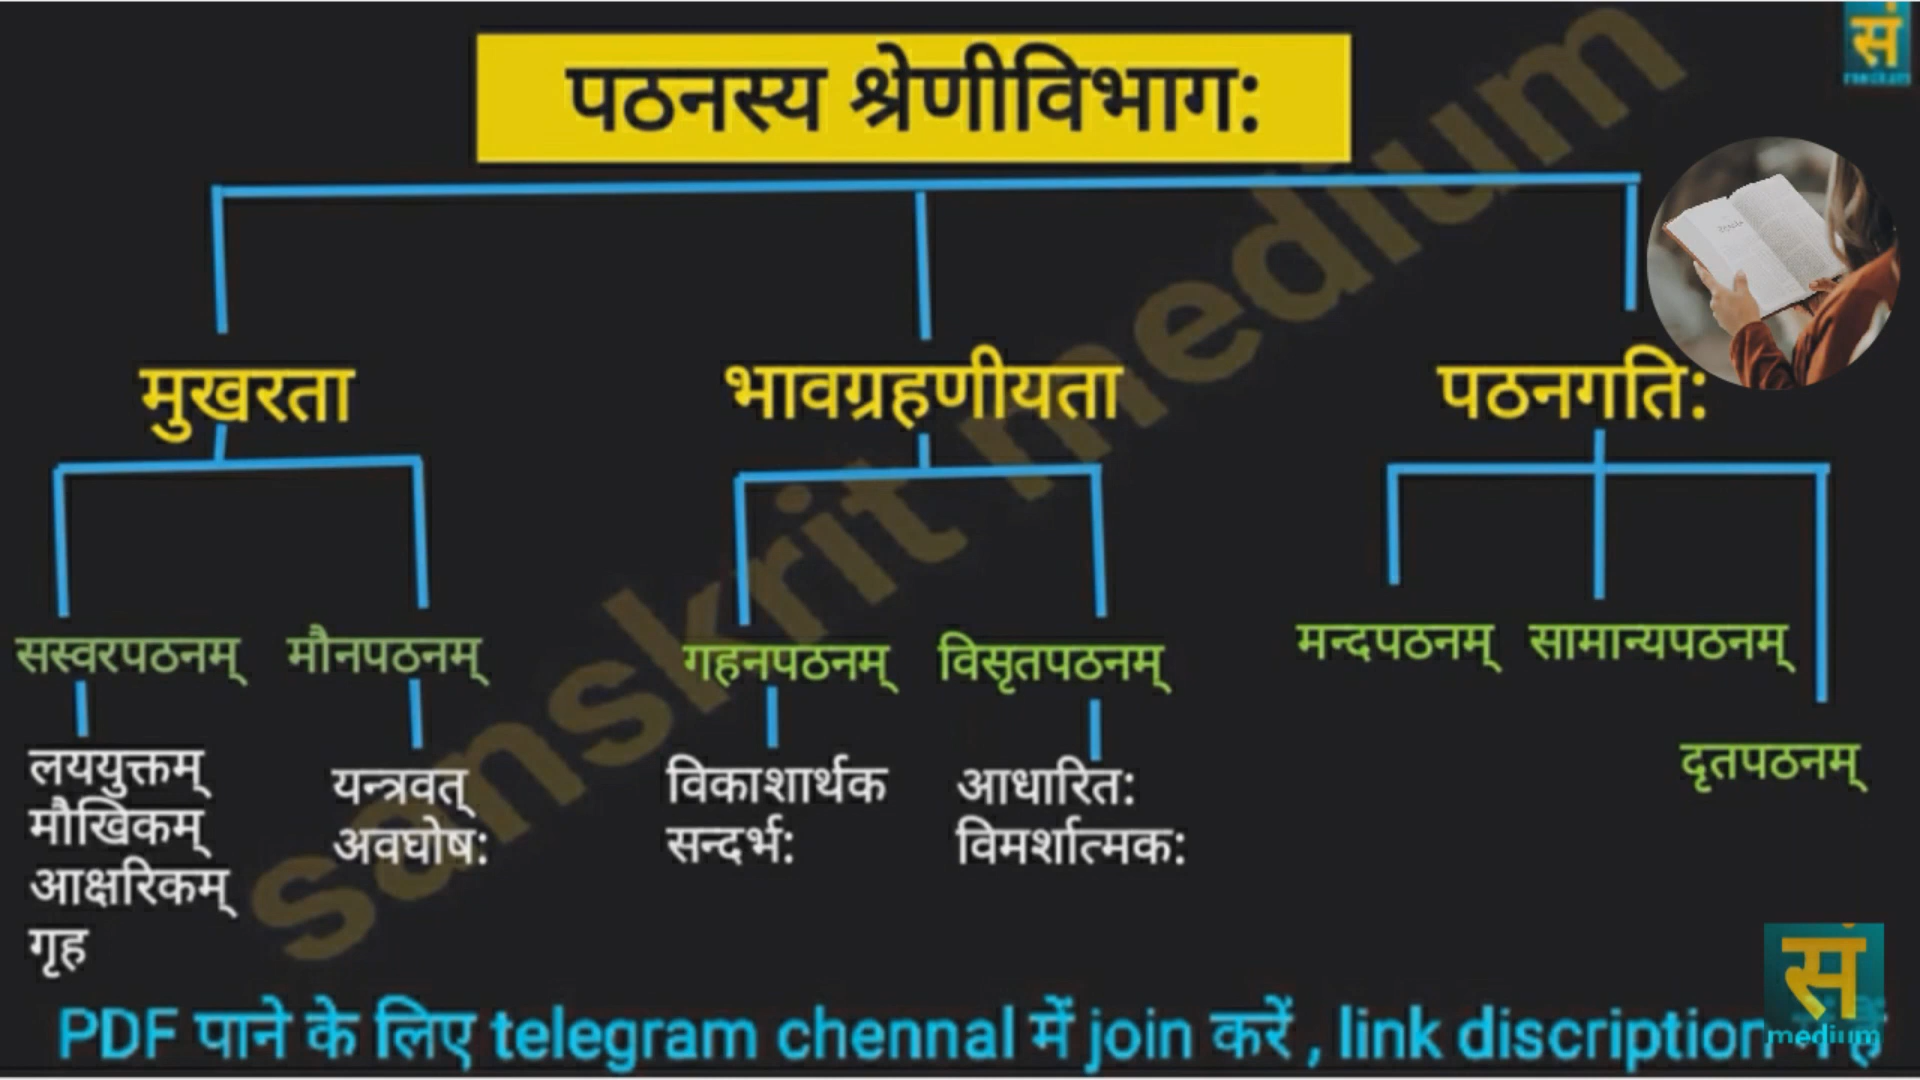 पठनस्य श्रेणीविभाग:
सं
medium
sanskrit medium
मुखरता
भावग्रहणीयता
पठनगति:
सस्वरपठनम्
मौनपठनम्
गहनपठनम्
विसृतपठनम्
मन्दपठनम्
सामान्यपठनम्
दृतपठनम्
लययुक्तम्
मौखिकम्
आक्षरिकम्
गृह
यन्त्रवत्
अवघोष:
विकाशार्थक
सन्दर्भ:
आधारित:
विमर्शात्मक:
सं
medium
PDF पाने के लिए telegram chennal में join करें , link discription